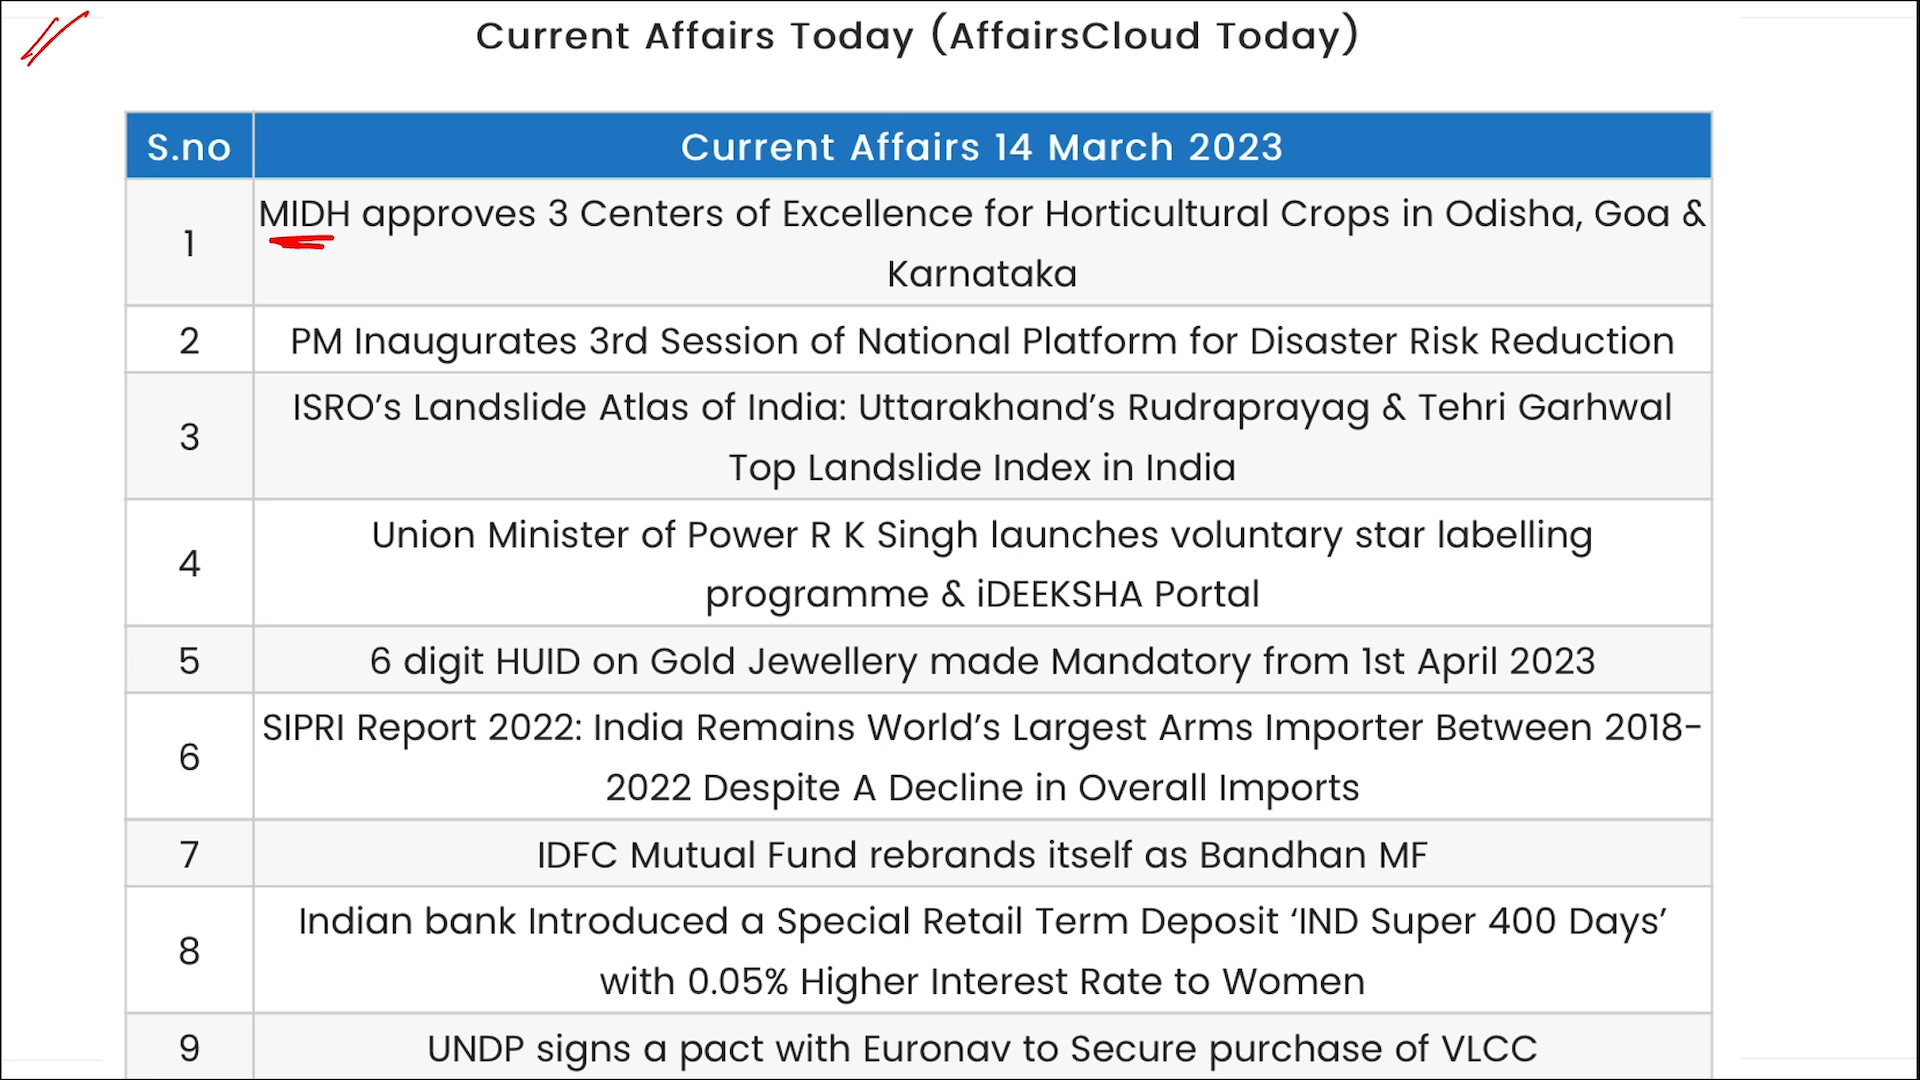 Current Affairs Today (AffairsCloud Today)
S.no
Current Affairs 14 March 2023
1
MIDH approves 3 Centers of Excellence for Horticultural Crops in Odisha, Goa &
Karnataka
2
PM Inaugurates 3rd Session of National Platform for Disaster Risk Reduction
3
ISRO’s Landslide Atlas of India: Uttarakhand’s Rudraprayag & Tehri Garhwal
Top Landslide Index in India
4
Union Minister of Power R K Singh launches voluntary star labelling
programme & iDEEKSHA Portal
5
6 digit HUID on Gold Jewellery made Mandatory from 1st April 2023
6
SIPRI Report 2022: India Remains World’s Largest Arms Importer Between 2018-
2022 Despite A Decline in Overall Imports
7
IDFC Mutual Fund rebrands itself as Bandhan MF
8
Indian bank Introduced a Special Retail Term Deposit ‘IND Super 400 Days’
with 0.05% Higher Interest Rate to Women
9
UNDP signs a pact with Euronav to Secure purchase of VLCC